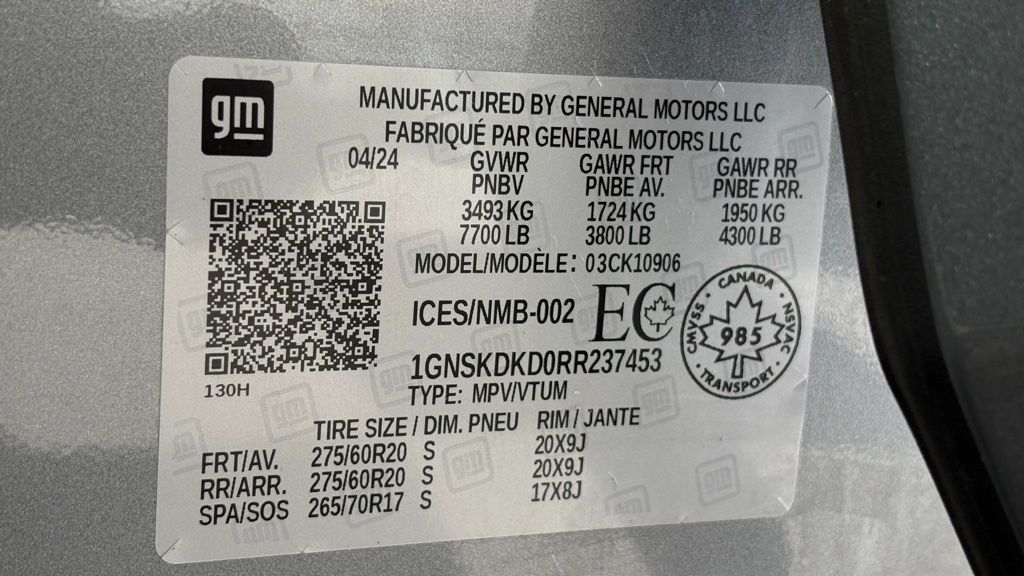 gm
MANUFACTURED BY GENERAL MOTORS LLC
FABRIQUÉ PAR GENERAL MOTORS LLC
04/24 GVWR GAWR FRT GAWR RR
PNBV PNBE AV. PNBE ARR.
3493 KG 1724 KG 1950 KG
7700 LB 3800 LB 4300 LB
MODEL/MODÈLE: 03CK10906
ICES/NMB-002 EC
CANADA
CMVSS 985 NSVAC
TRANSPORT
1GNSKDKD0RR237453
130H
TYPE: MPV/VTUM
TIRE SIZE / DIM. PNEU RIM / JANTE
FRT/AV. 275/60R20 S 20X9J
RR/ARR. 275/60R20 S 20X9J
SPA/SOS 265/70R17 S 17X8J